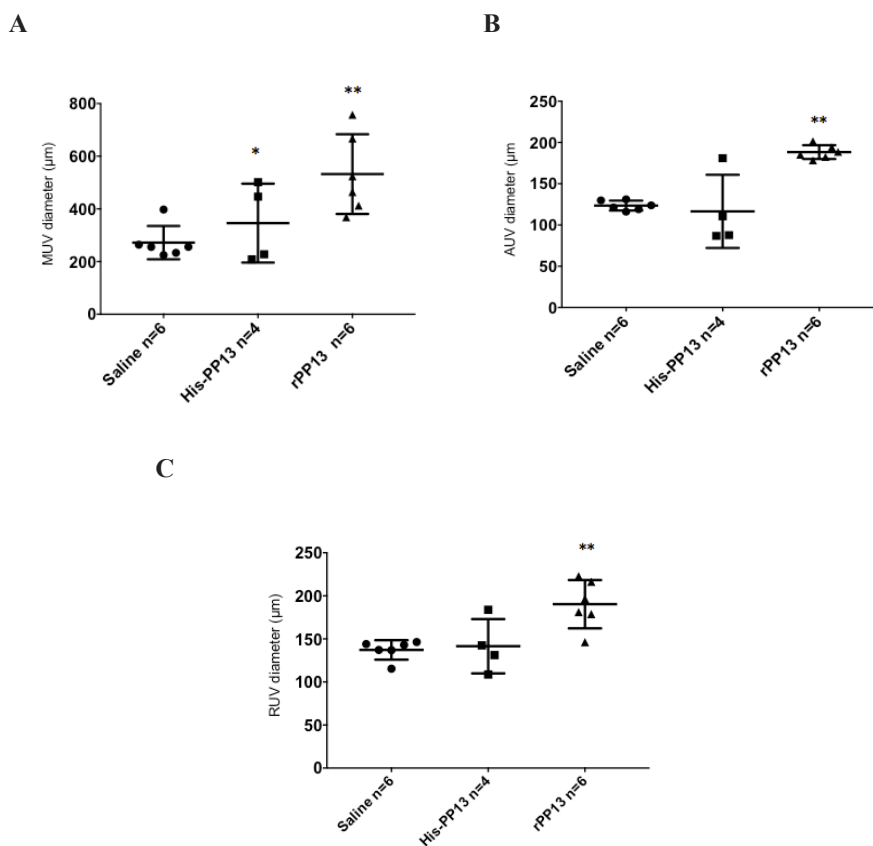 A
MUV diameter (µm)
800
600
400
200
0
*
**
Saline n=6
His-PP13 n=4
rPP13 n=6
B
AUV diameter (µm
250
200
150
100
50
0
**
Saline n=6
His-PP13 n=4
rPP13 n=6
C
RUV diameter (µm)
250
200
150
100
50
0
**
Saline n=6
His-PP13 n=4
rPP13 n=6